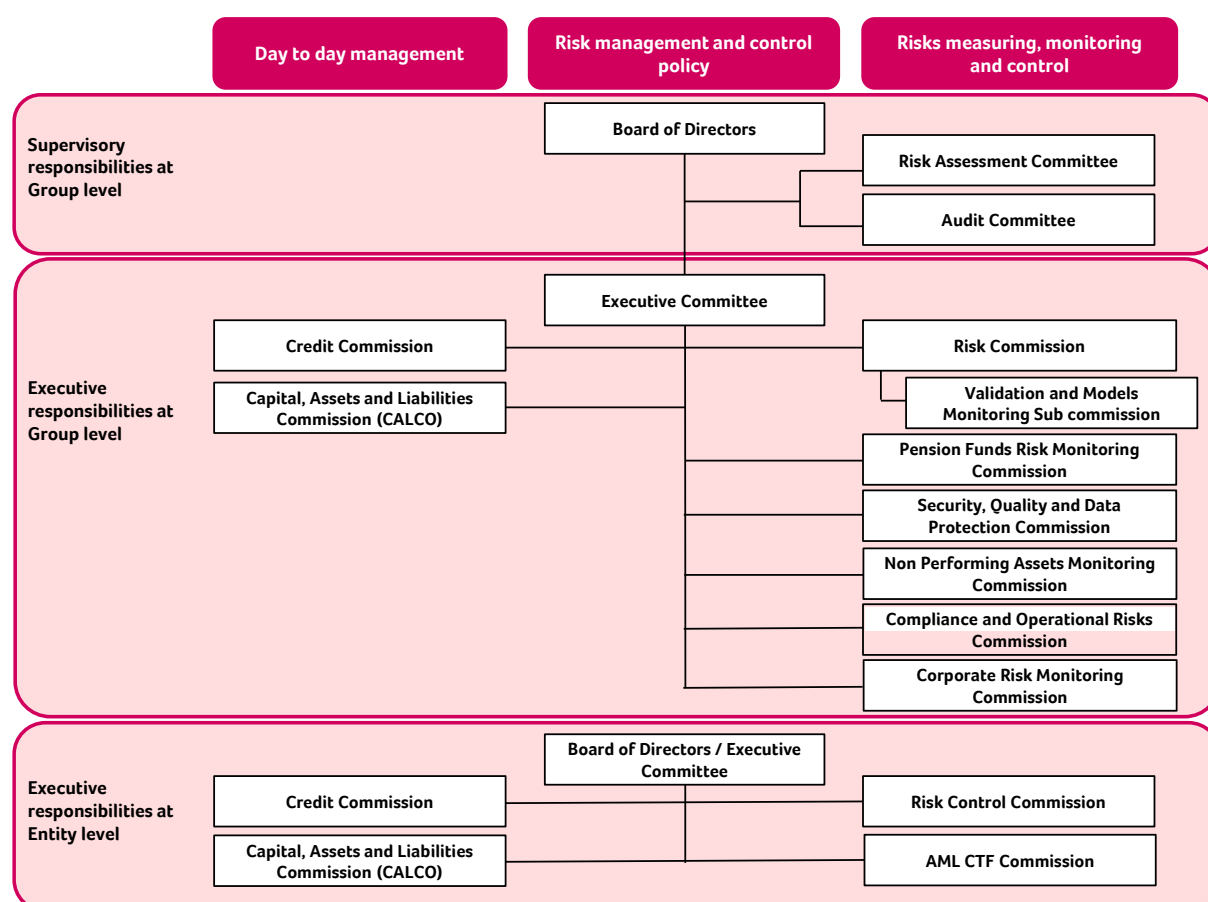 Day to day management
Risk management and control
policy
Risks measuring, monitoring
and control
Supervisory
responsibilities at
Group level
Board of Directors
Risk Assessment Committee
Audit Committee
Executive
responsibilities at
Group level
Executive Committee
Credit Commission
Risk Commission
Capital, Assets and Liabilities
Commission (CALCO)
Validation and Models
Monitoring Sub commission
Pension Funds Risk Monitoring
Commission
Security, Quality and Data
Protection Commission
Non Performing Assets Monitoring
Commission
Compliance and Operational Risks
Commission
Corporate Risk Monitoring
Commission
Executive
responsibilities at
Entity level
Board of Directors / Executive
Committee
Credit Commission
Risk Control Commission
Capital, Assets and Liabilities
Commission (CALCO)
AML CTF Commission